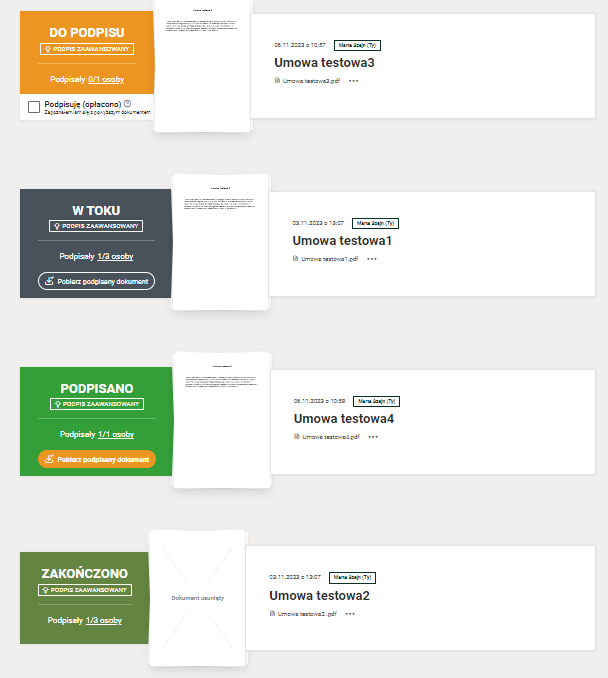 DO PODPISU
PODPIS ZAAWANSOWANY
Podpisały 0/1 osoby
Podpisuję (opłacono)
Zapoznałem/am się z powyższym dokumentem
06.11.2023 o 10:57 Marta Szajn (Ty)
Umowa testowa3
Umowa testowa3.pdf
W TOKU
PODPIS ZAAWANSOWANY
Podpisały 1/3 osoby
Pobierz podpisany dokument
03.11.2023 o 13:07 Marta Szajn (Ty)
Umowa testowa1
Umowa testowa1.pdf
PODPISANO
PODPIS ZAAWANSOWANY
Podpisały 1/1 osoby
Pobierz podpisany dokument
06.11.2023 o 10:58 Marta Szajn (Ty)
Umowa testowa4
Umowa testowa4.pdf
ZAKOŃCZONO
PODPIS ZAAWANSOWANY
Podpisały 1/3 osoby
Dokument usunięty
03.11.2023 o 13:07 Marta Szajn (Ty)
Umowa testowa2
Umowa testowa2.pdf